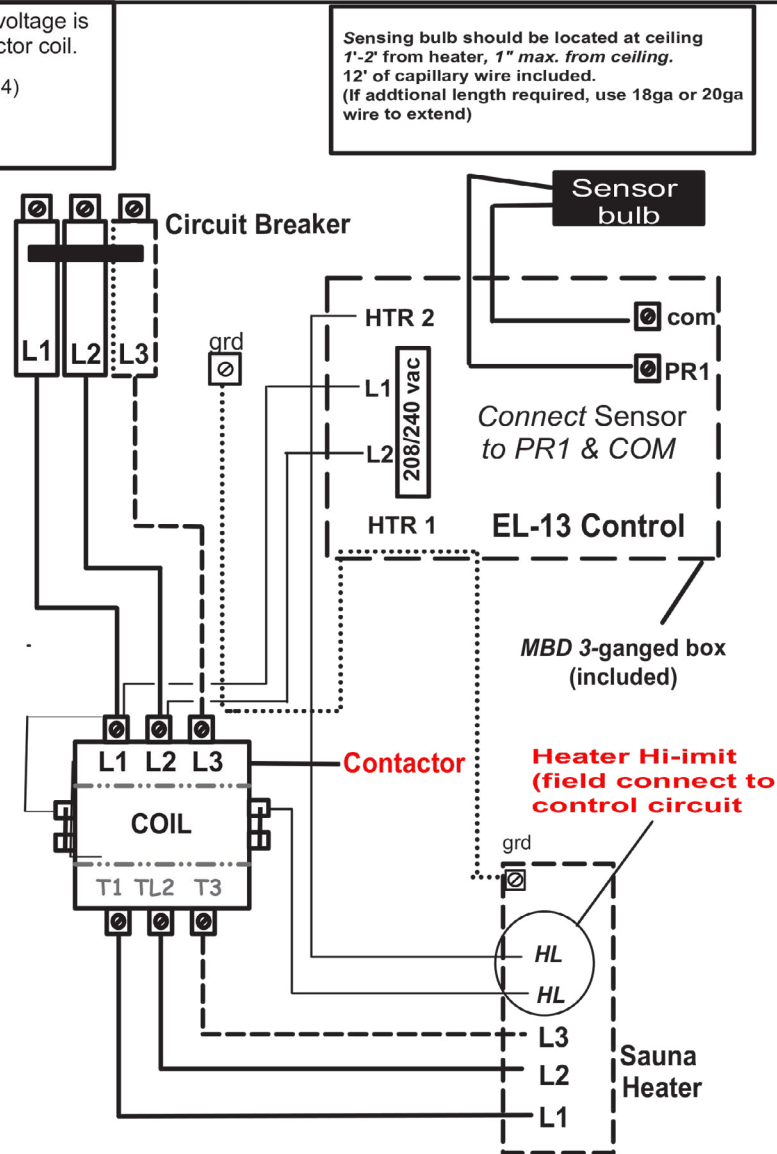 voltage is
ctor coil.
4)
Sensing bulb should be located at ceiling
1'-2' from heater, 1" max. from ceiling.
12' of capillary wire included.
(If addtional length required, use 18ga or 20ga
wire to extend)
Sensor
bulb
Circuit Breaker
L1 L2 L3
grd
HTR 2
com
L1
208/240 vac
PR1
L2
Connect Sensor
to PR1 & COM
HTR 1
EL-13 Control
MBD 3-ganged box
(included)
L1 L2 L3
Contactor
COIL
T1 TL2 T3
Heater Hi-imit
(field connect to
control circuit
grd
HL
HL
L3
L2
L1
Sauna
Heater